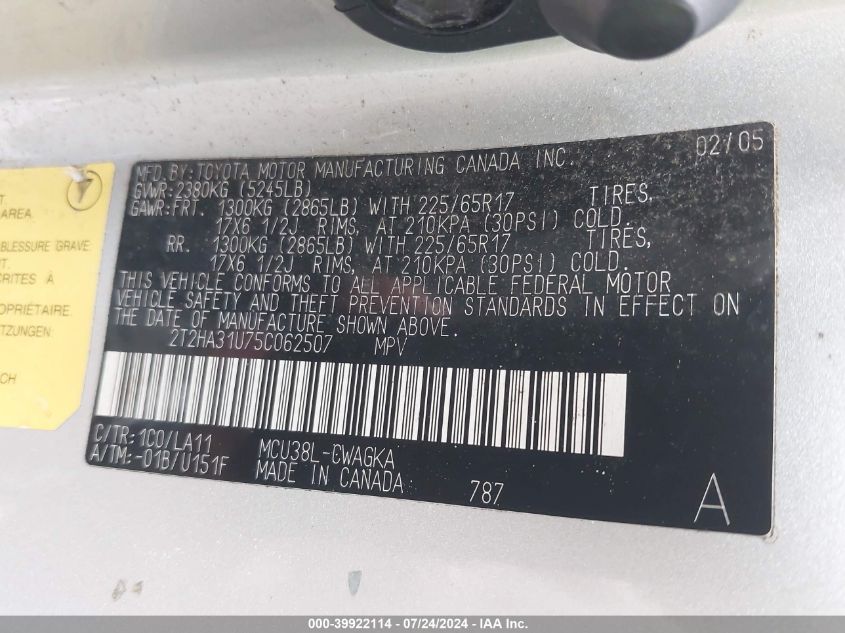 MFD. BY: TOYOTA MOTOR MANUFACTURING CANADA INC. 02/05
GVWR: 2380KG (5245LB)
GAWR: FRT. 1300KG (2865LB) WITH 225/65R17 TIRES,
17X6 1/2J RIMS, AT 210KPA (30PSI) COLD.
RR. 1300KG (2865LB) WITH 225/65R17 TIRES,
17X6 1/2J RIMS, AT 210KPA (30PSI) COLD.
THIS VEHICLE CONFORMS TO ALL APPLICABLE FEDERAL MOTOR
VEHICLE SAFETY AND THEFT PREVENTION STANDARDS IN EFFECT ON
THE DATE OF MANUFACTURE SHOWN ABOVE.
2T2HA31U75C062507 MPV
C/TR: 1C0/LA11 MCU38L-CWAGKA
A/TM: -01B/U151F MADE IN CANADA 787 A
AREA.
BLESSURE GRAVE
CRITES À
PROPRIÉTAIRE.
TZUNGEN.
CH
000-39922114 - 07/24/2024 - IAA Inc.